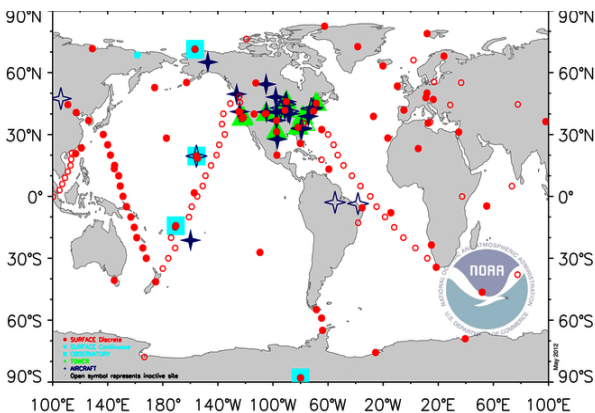 90°N
90°N
60°N
60°N
30°N
30°N
0°
0°
30°S
30°S
60°S
60°S
90°S
90°S
100°E
140°E
180°
140°W
100°W
60°W
20°W
20°E
60°E
100°E
SURFACE Discrete
SURFACE Continuous
OBSERVATORY
TOWER
AIRCRAFT
Open symbol represents inactive site
NATIONAL OCEANIC AND ATMOSPHERIC ADMINISTRATION
NOAA
U.S. DEPARTMENT OF COMMERCE
May 2012